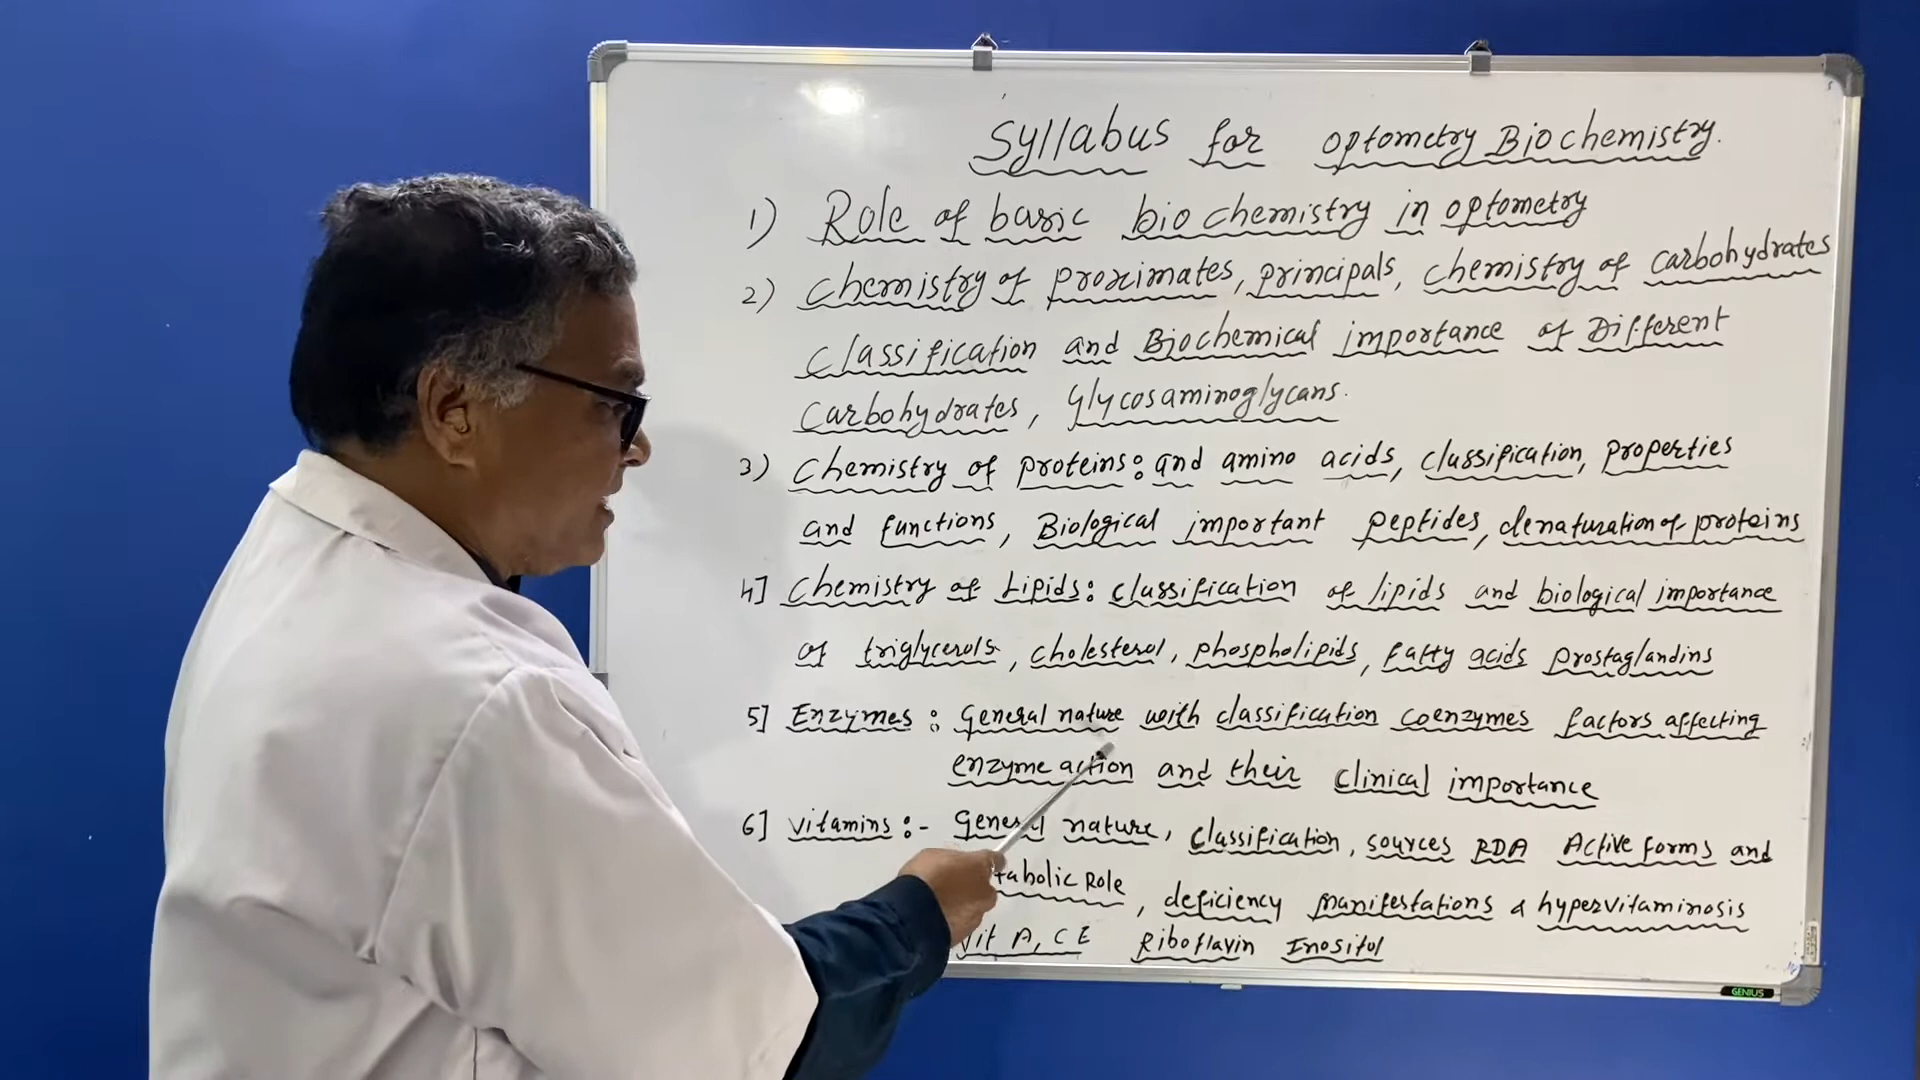 Syllabus for optometry Biochemistry.
1) Role of basic biochemistry in optometry
2) Chemistry of proximates, principals, chemistry of carbohydrates
Classification and Biochemical importance of Different
Carbohydrates, Glycosaminoglycans.
3) Chemistry of proteins: and amino acids, classification, properties
and functions, Biological important peptides, denaturation of proteins
4] Chemistry of Lipids: classification of lipids and biological importance
of triglycerols, cholesterol, phospholipids, fatty acids prostaglandins
5] Enzymes : General nature with classification coenzymes factors affecting
enzyme action and their clinical importance
6] Vitamins :- General nature, classification, sources RDA Active forms and
tabolic Role, deficiency manifestations & hypervitaminosis
Vit A, C E Riboflavin Inositol
GENIUS